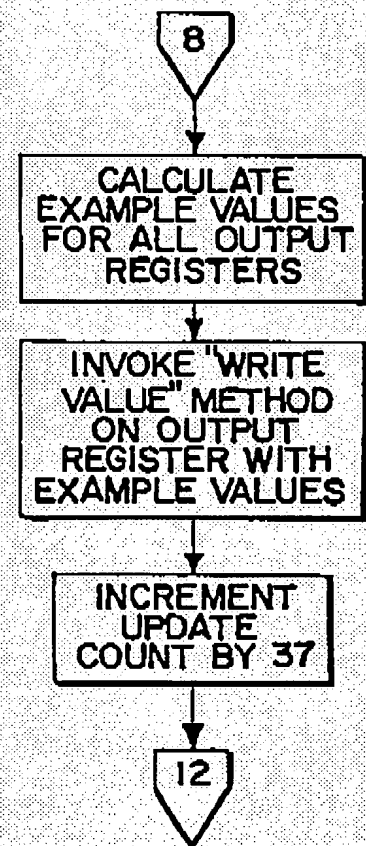 8
CALCULATE
EXAMPLE VALUES
FOR ALL OUTPUT
REGISTERS
INVOKE "WRITE
VALUE" METHOD
ON OUTPUT
REGISTER WITH
EXAMPLE VALUES
INCREMENT
UPDATE
COUNT BY 37
12